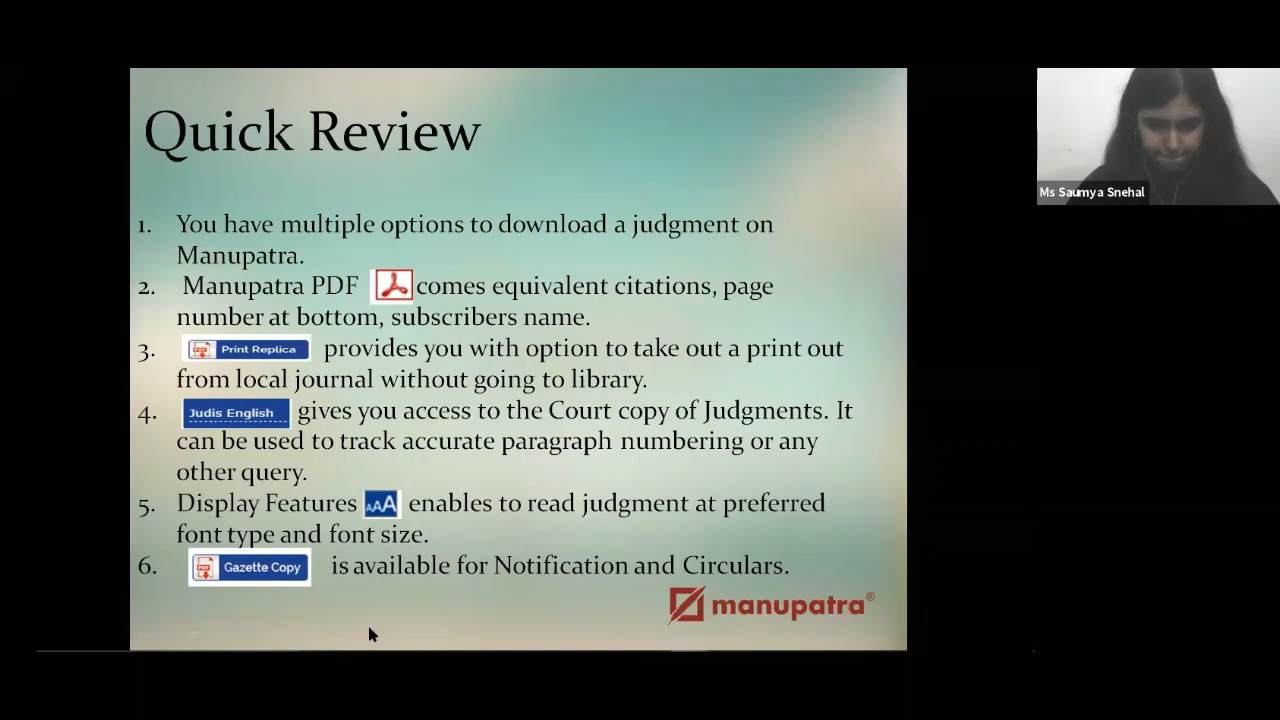 Quick Review
Ms Saumya Snehal
1. You have multiple options to download a judgment on
Manupatra.
2. Manupatra PDF comes equivalent citations, page
number at bottom, subscribers name.
3. Print Replica provides you with option to take out a print out
from local journal without going to library.
4. Judis English gives you access to the Court copy of Judgments. It
can be used to track accurate paragraph numbering or any
other query.
5. Display Features AAA enables to read judgment at preferred
font type and font size.
6. PDF Gazette Copy is available for Notification and Circulars.
manupatra®